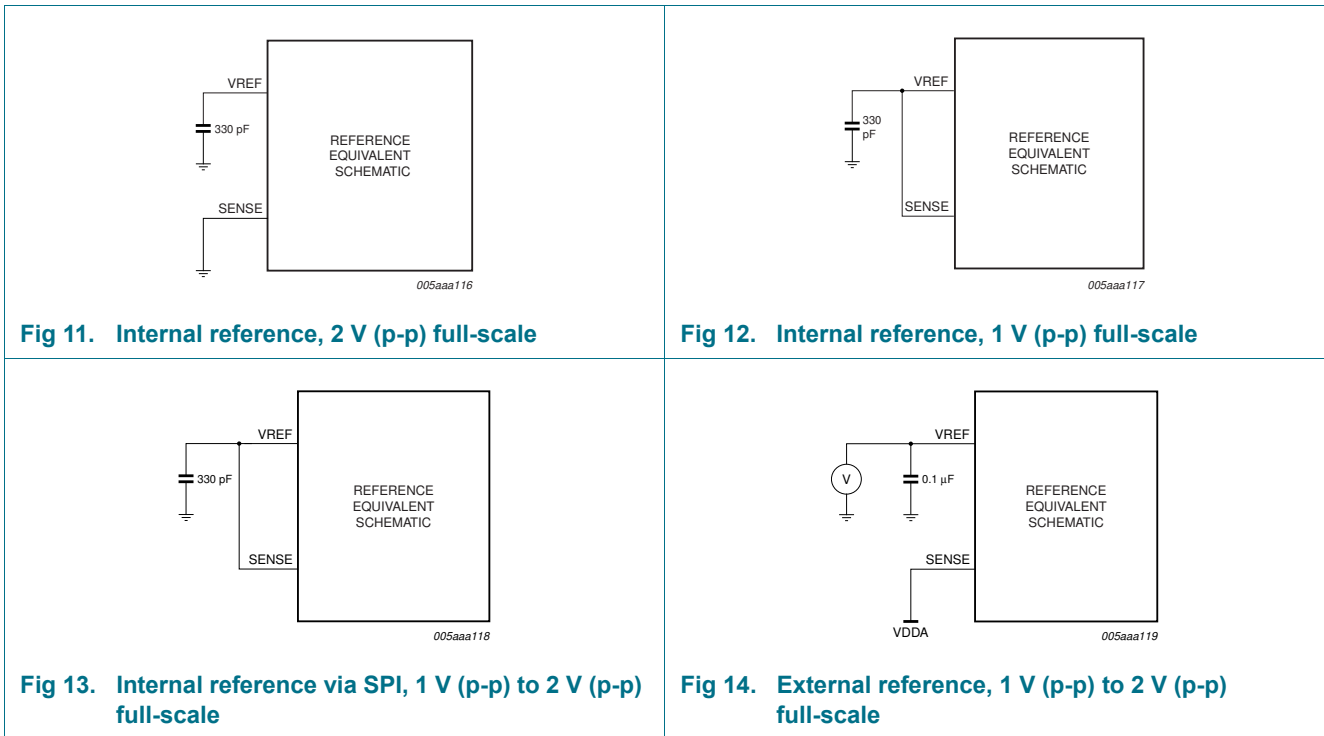 VREF
330 pF
REFERENCE
EQUIVALENT
SCHEMATIC
SENSE
005aaa116
Fig 11. Internal reference, 2 V (p-p) full-scale
VREF
330
pF
REFERENCE
EQUIVALENT
SCHEMATIC
SENSE
005aaa117
Fig 12. Internal reference, 1 V (p-p) full-scale
VREF
330 pF
REFERENCE
EQUIVALENT
SCHEMATIC
SENSE
005aaa118
Fig 13. Internal reference via SPI, 1 V (p-p) to 2 V (p-p)
full-scale
VREF
V
0.1 μF
REFERENCE
EQUIVALENT
SCHEMATIC
SENSE
VDDA
005aaa119
Fig 14. External reference, 1 V (p-p) to 2 V (p-p)
full-scale